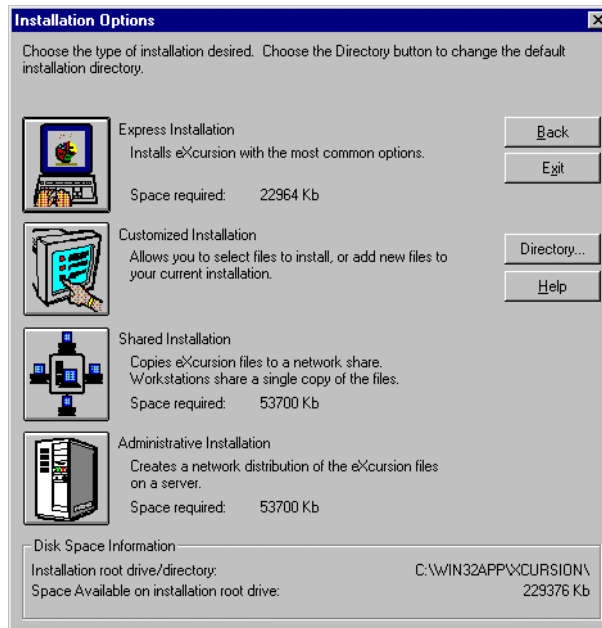 Installation Options
Choose the type of installation desired. Choose the Directory button to change the default
installation directory.
Express Installation
Installs eXcursion with the most common options.
Space required: 22964 Kb
Back
Exit
Customized Installation
Allows you to select files to install, or add new files to
your current installation.
Directory...
Help
Shared Installation
Copies eXcursion files to a network share.
Workstations share a single copy of the files.
Space required: 53700 Kb
Administrative Installation
Creates a network distribution of the eXcursion files
on a server.
Space required: 53700 Kb
Disk Space Information
Installation root drive/directory: C:\WIN32APP\XCURSION\
Space Available on installation root drive: 229376 Kb